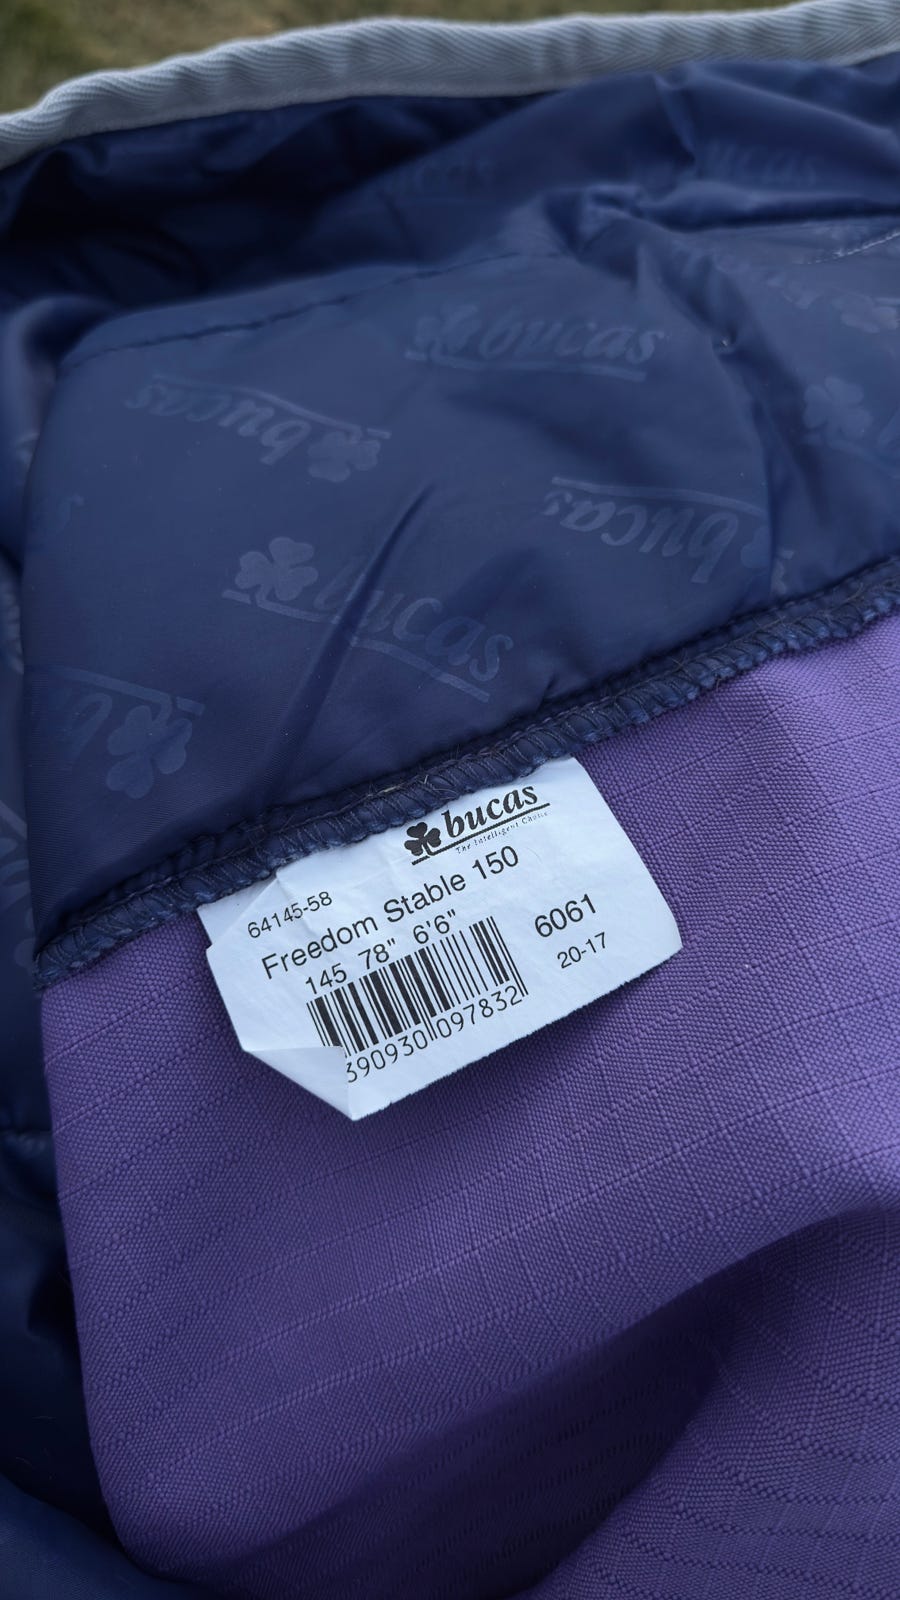 bucas
bucas
bucas
bucas
bucas
The Intelligent Choice
64145-58
Freedom Stable 150
145 78" 6'6"
6061
20-17
390930 097832